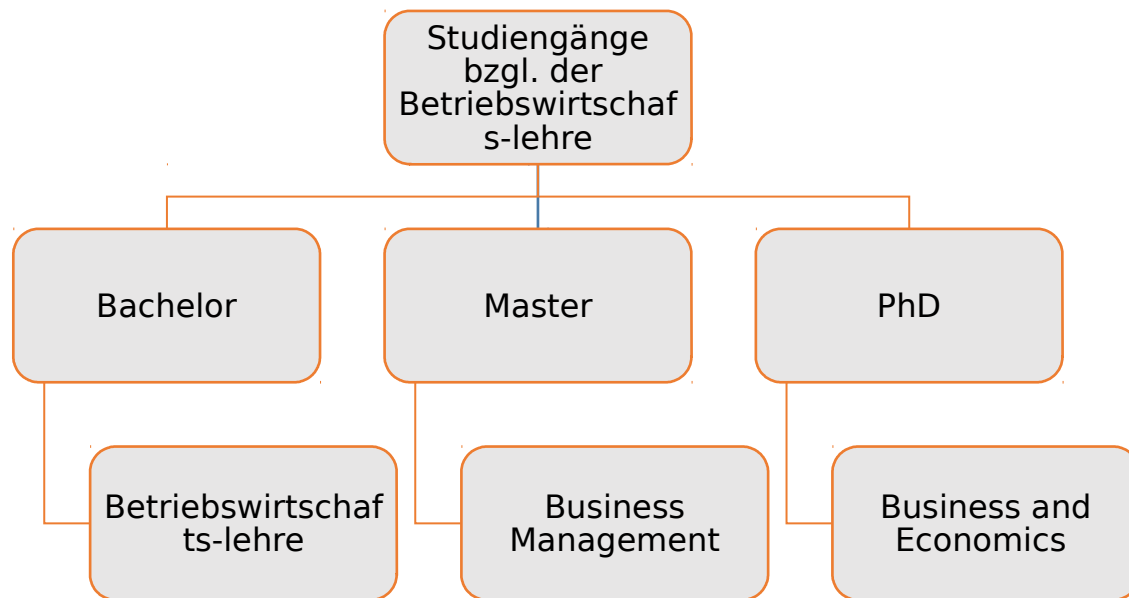 Studiengänge
bzgl. der
Betriebswirtschaf
s-lehre
Bachelor
Master
PhD
Betriebswirtschaf
ts-lehre
Business
Management
Business and
Economics